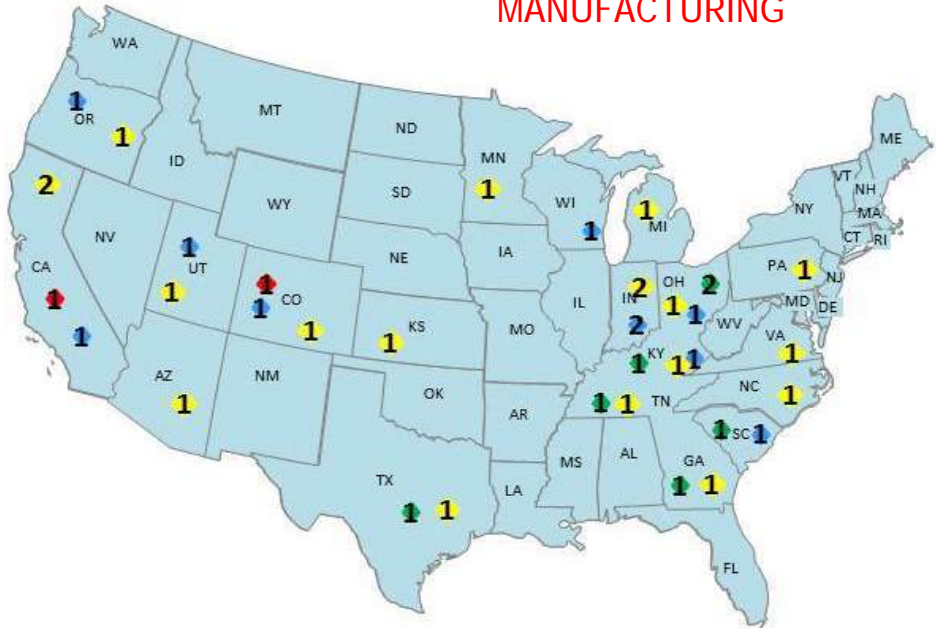 MANUFACTURING
WA
1
OR
1
MT
ND
MN
1
ID
SD
WY
WI
1
1
MI
ME
VT
NH
NY
MA
CT
RI
2
NV
CA
1
1
1
UT
1
1
CO
1
1
NE
IA
KS
1
IL
MO
IN
2
2
OH
2
1
1
PA
1
NJ
MD
DE
WV
VA
1
KY
1
1
1
AZ
1
NM
OK
AR
TN
1
1
NC
1
SC
1
1
TX
1
1
LA
MS
AL
GA
1
1
FL